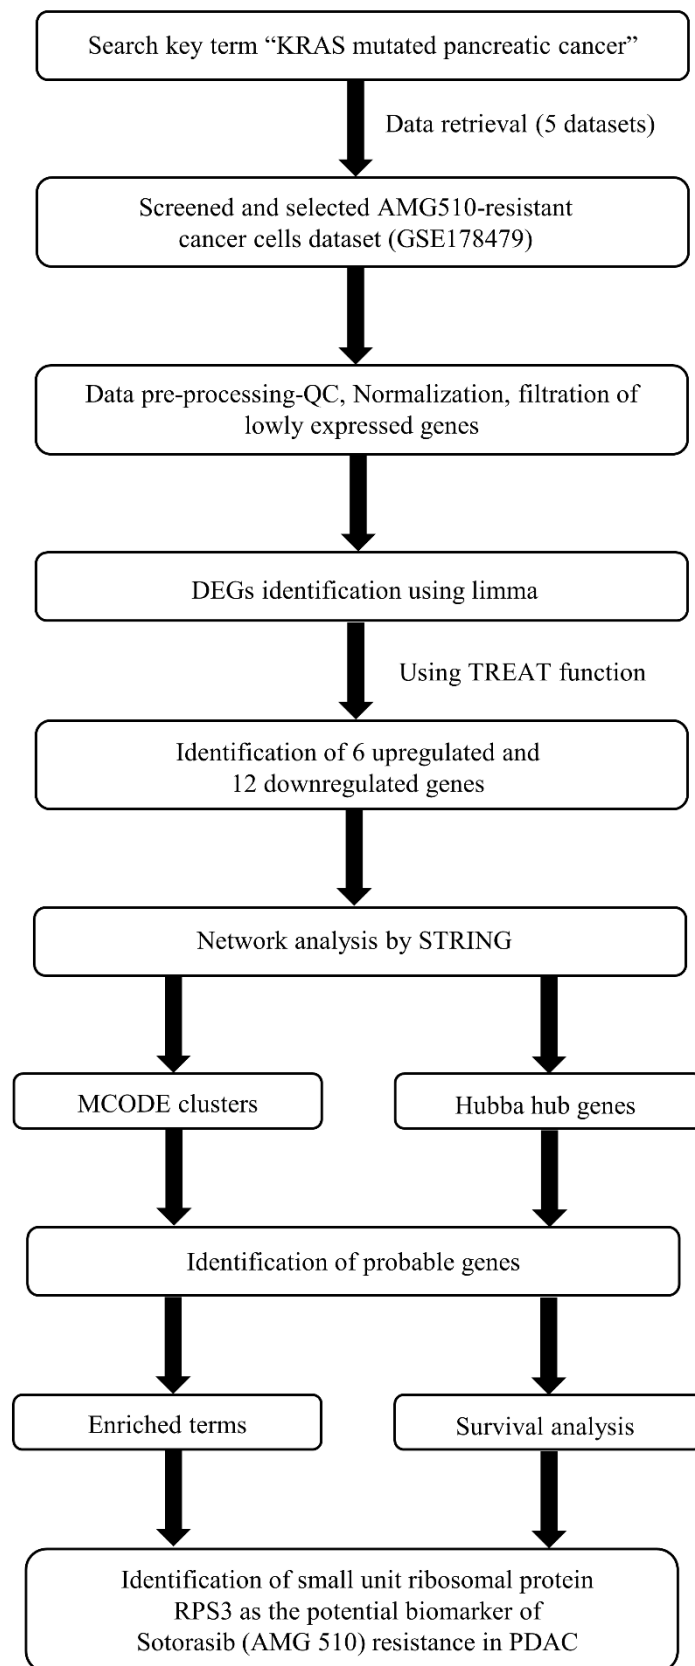 Search key term “KRAS mutated pancreatic cancer”
Data retrieval (5 datasets)
Screened and selected AMG510-resistant
cancer cells dataset (GSE178479)
Data pre-processing-QC, Normalization, filtration of
lowly expressed genes
DEGs identification using limma
Using TREAT function
Identification of 6 upregulated and
12 downregulated genes
Network analysis by STRING
MCODE clusters
Hubba hub genes
Identification of probable genes
Enriched terms
Survival analysis
Identification of small unit ribosomal protein
RPS3 as the potential biomarker of
Sotorasib (AMG 510) resistance in PDAC